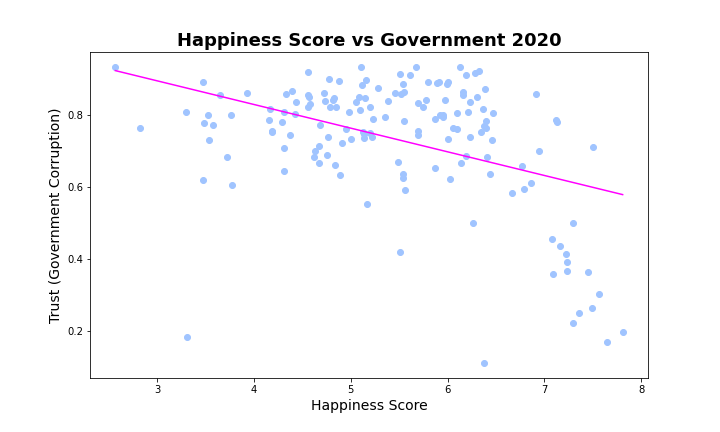 Happiness Score vs Government 2020
Trust (Government Corruption)
0.8
0.6
0.4
0.2
3 4 5 6 7 8
Happiness Score